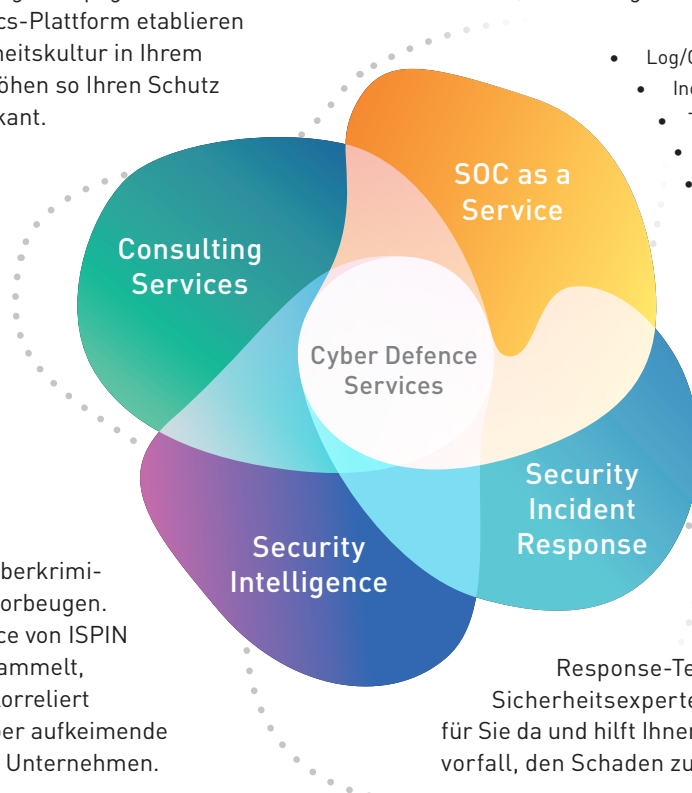 cs-Plattform etablieren
heitskultur in Ihrem
öhen so Ihren Schutz
kant.
Log/
SOC as a
Service
Consulting
Services
Cyber Defence
Services
Security
Incident
Response
Security
Intelligence
berkrimi-
orbeugen.
ce von ISPIN
ammelt,
orreliert
er aufkeimende
Unternehmen.
Response-Te
Sicherheitsexperte
für Sie da und hilft Ihnen
vorfall, den Schaden zu